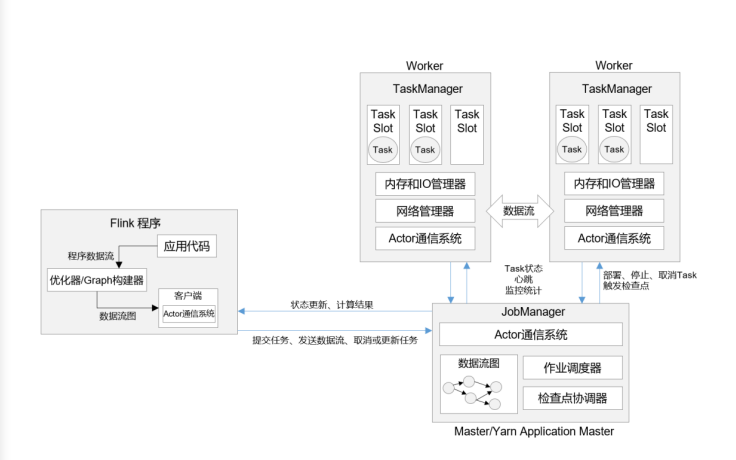 Worker
TaskManager
Task Slot
Task
Task Slot
Task
Task Slot
内存和IO管理器
网络管理器
Actor通信系统
数据流
Worker
TaskManager
Task Slot
Task
Task Slot
Task
Task Slot
内存和IO管理器
网络管理器
Actor通信系统
Flink 程序
应用代码
程序数据流
优化器/Graph构建器
数据流图
客户端
Actor通信系统
Task状态
心跳
监控统计
部署、停止、取消Task
触发检查点
状态更新、计算结果
提交任务、发送数据流、取消或更新任务
JobManager
Actor通信系统
数据流图
作业调度器
检查点协调器
Master/Yarn Application Master